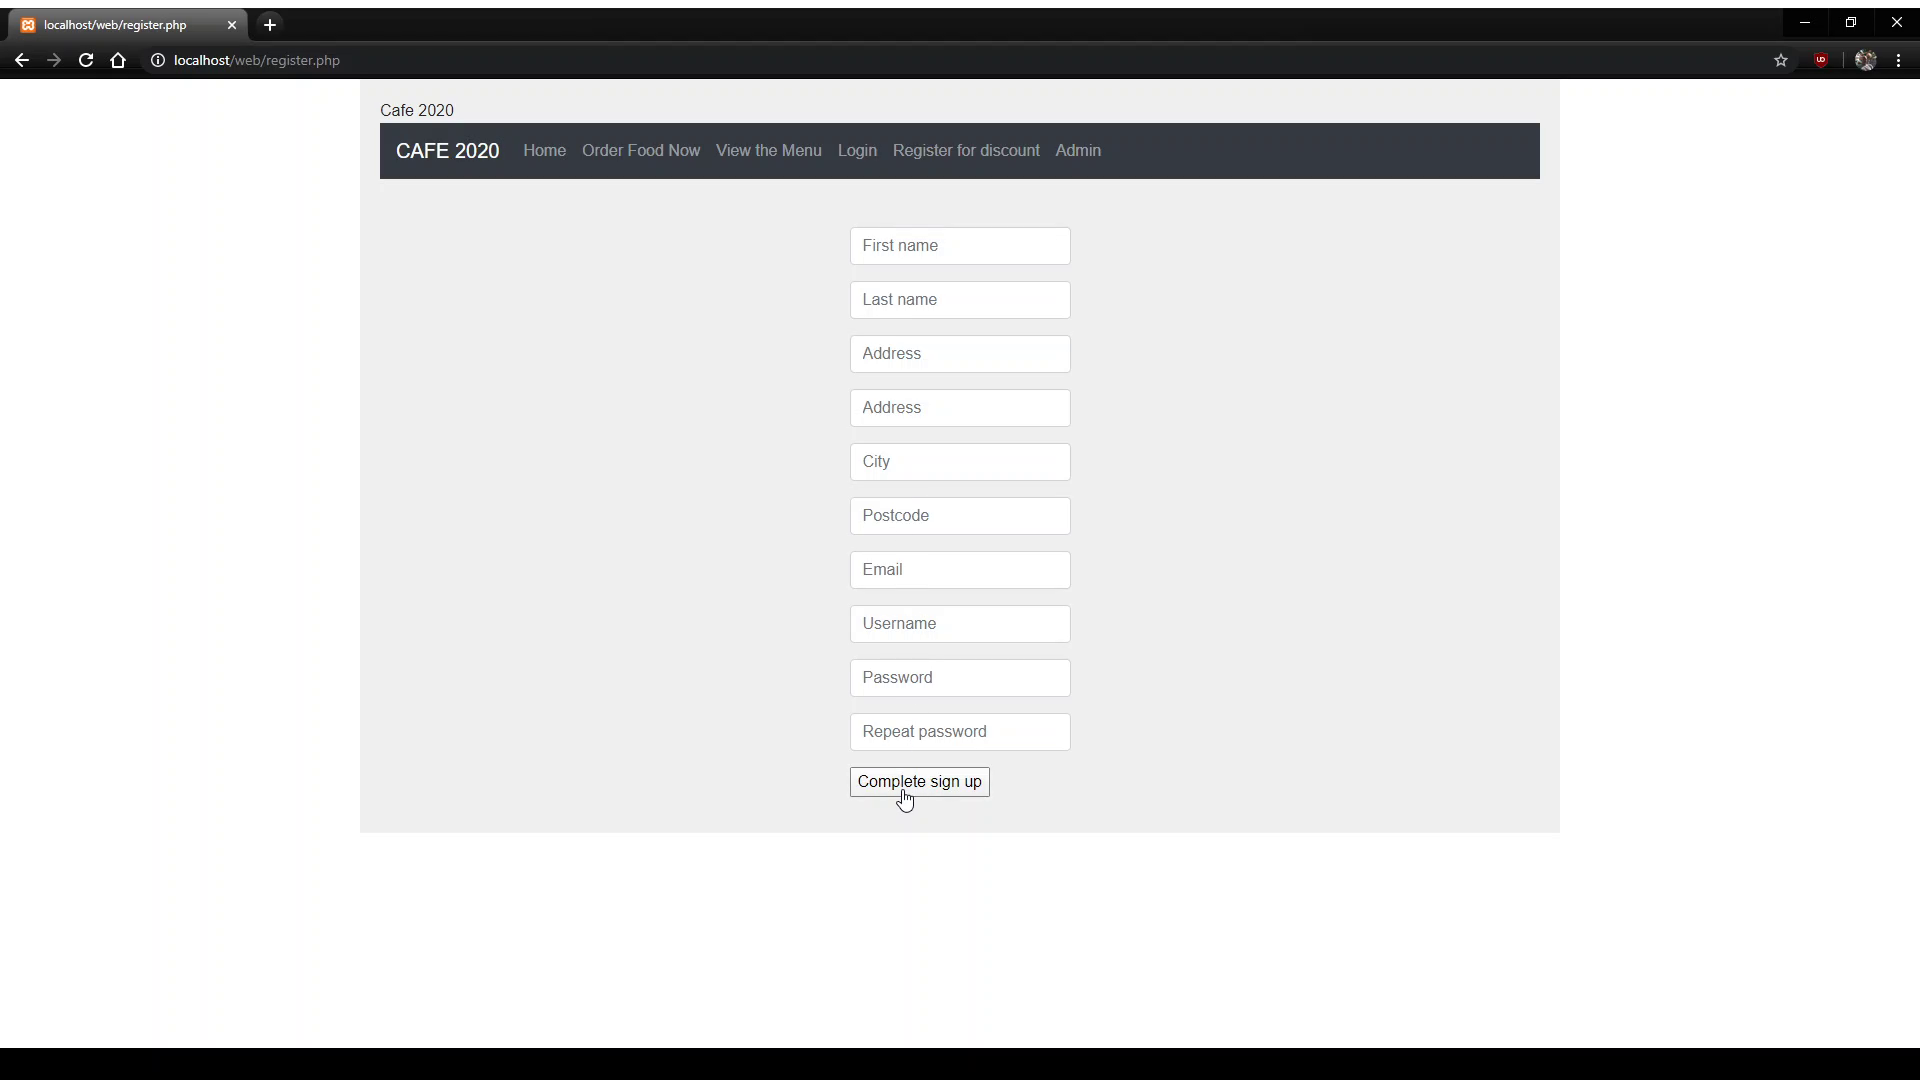 localhost/web/register.php
localhost/web/register.php
Cafe 2020
CAFE 2020 Home Order Food Now View the Menu Login Register for discount Admin
First name
Last name
Address
Address
City
Postcode
Email
Username
Password
Repeat password
Complete sign up